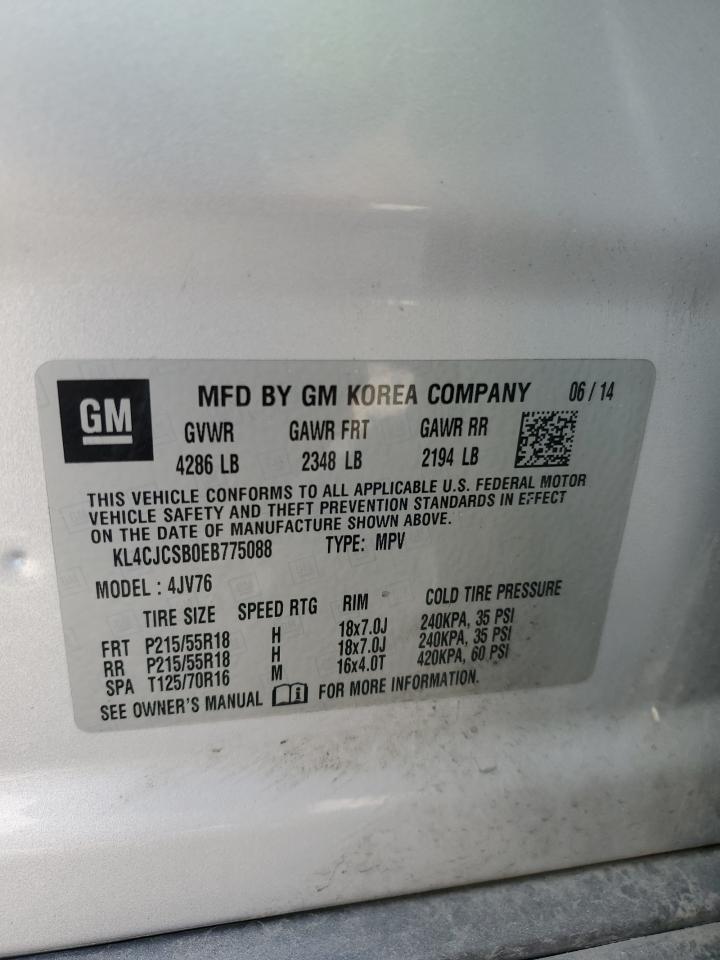 GM
MFD BY GM KOREA COMPANY 06 / 14
GVWR GAWR FRT GAWR RR
4286 LB 2348 LB 2194 LB
THIS VEHICLE CONFORMS TO ALL APPLICABLE U.S. FEDERAL MOTOR
VEHICLE SAFETY AND THEFT PREVENTION STANDARDS IN EFFECT
ON THE DATE OF MANUFACTURE SHOWN ABOVE.
KL4CJCSB0EB775088 TYPE: MPV
MODEL : 4JV76
TIRE SIZE SPEED RTG RIM COLD TIRE PRESSURE
FRT P215/55R18 H 18x7.0J 240KPA, 35 PSI
RR P215/55R18 H 18x7.0J 240KPA, 35 PSI
SPA T125/70R16 M 16x4.0T 420KPA, 60 PSI
SEE OWNER'S MANUAL i FOR MORE INFORMATION.